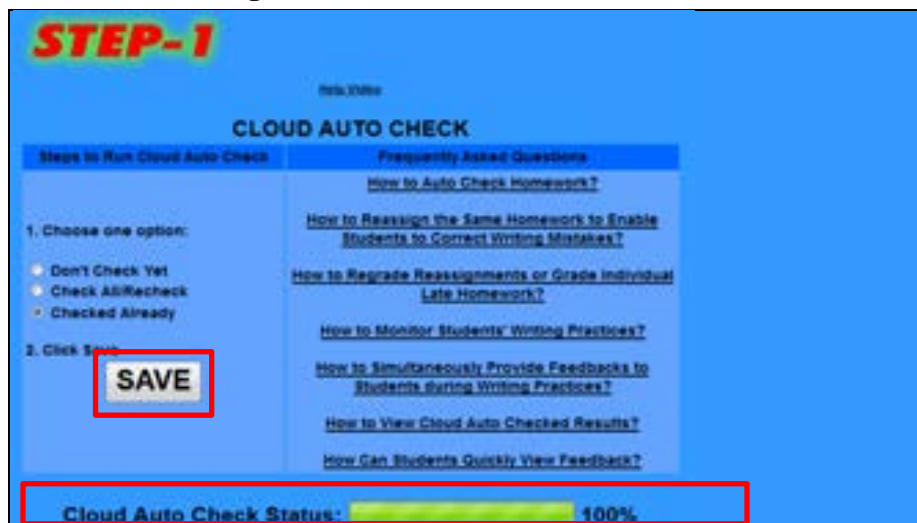 STEP-1
Help Video
CLOUD AUTO CHECK
Steps to Run Cloud Auto Check
Frequently Asked Questions
1. Choose one option:
Don't Check Yet
Check All/Recheck
Checked Already
2. Click Save
SAVE
How to Auto Check Homework?
How to Reassign the Same Homework to Enable
Students to Correct Writing Mistakes?
How to Regrade Reassignments or Grade Individual
Late Homework?
How to Monitor Students' Writing Practices?
How to Simultaneously Provide Feedbacks to
Students during Writing Practices?
How to View Cloud Auto Checked Results?
How Can Students Quickly View Feedback?
Cloud Auto Check Status: 100%